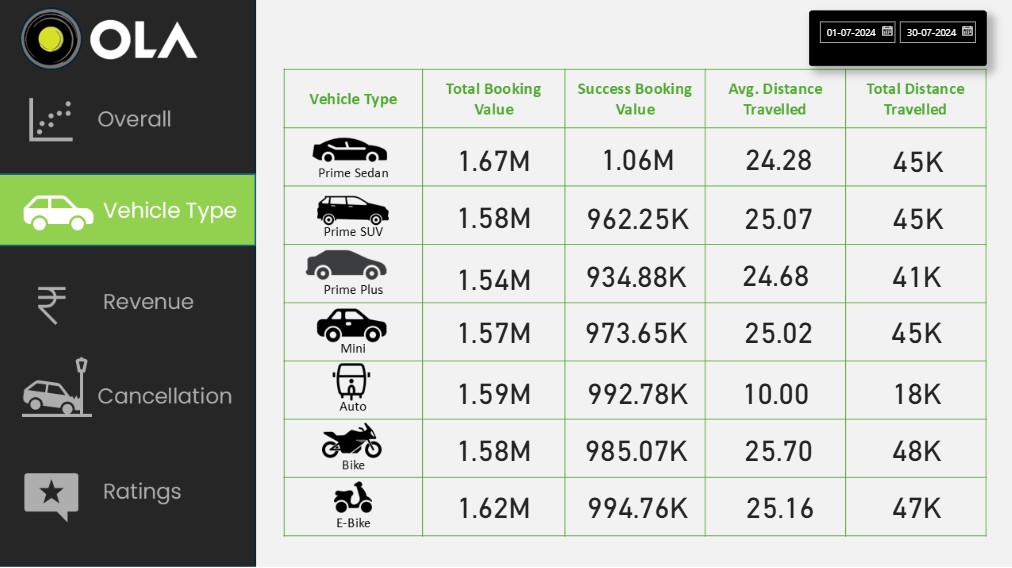 OLA
01-07-2024 30-07-2024
Overall
Vehicle Type
Revenue
Cancellation
Ratings
Vehicle Type Total Booking Value Success Booking Value Avg. Distance Travelled Total Distance Travelled
Prime Sedan 1.67M 1.06M 24.28 45K
Prime SUV 1.58M 962.25K 25.07 45K
Prime Plus 1.54M 934.88K 24.68 41K
Mini 1.57M 973.65K 25.02 45K
Auto 1.59M 992.78K 10.00 18K
Bike 1.58M 985.07K 25.70 48K
E-Bike 1.62M 994.76K 25.16 47K